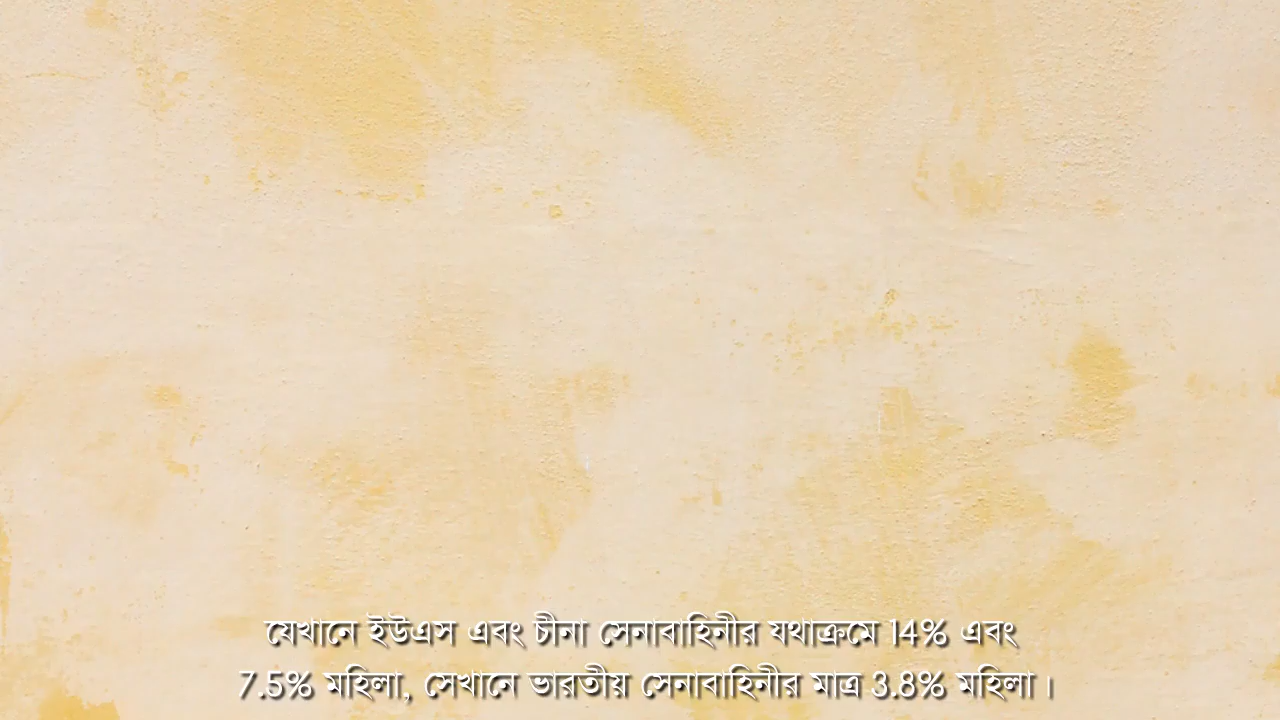 যেখানে ইউএস এবং চীনা সেনাবাহিনীর যথাক্রমে 14% এবং
7.5% মহিলা, সেখানে ভারতীয় সেনাবাহিনীর মাত্র 3.8% মহিলা।